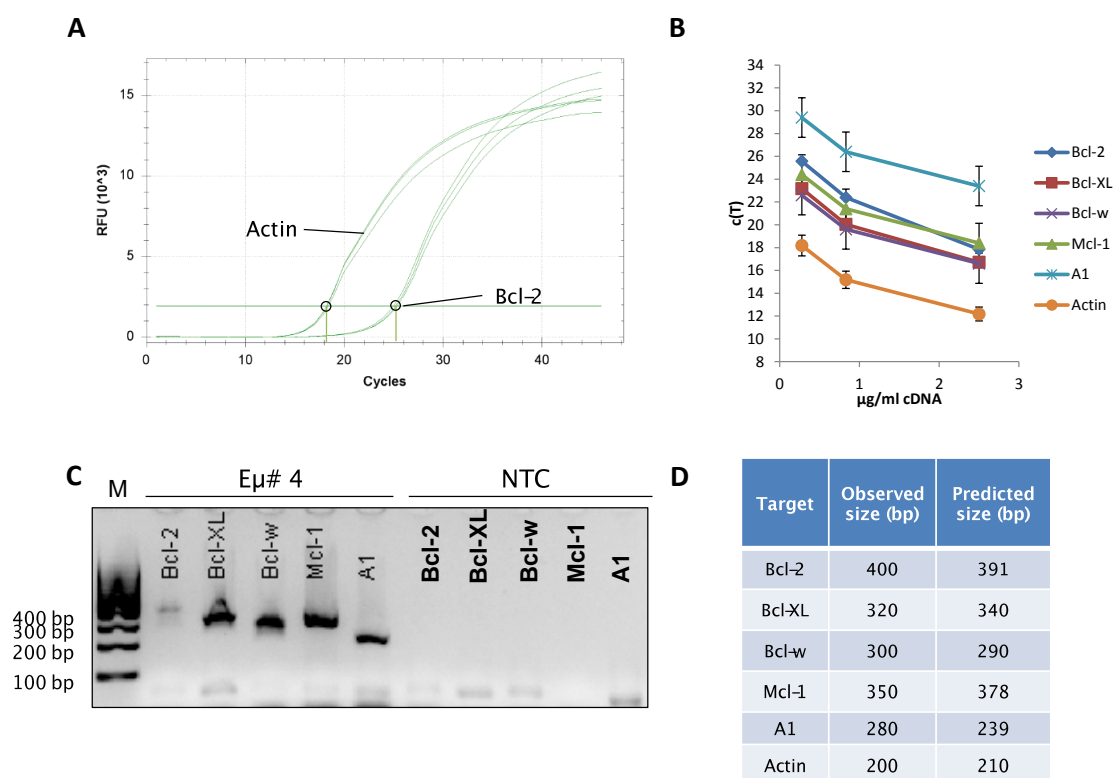 A
RFU (10^3)
15
10
5
0
Actin
Bcl-2
0 10 20 30 40
Cycles
B
c(T)
34
32
30
28
26
24
22
20
18
16
14
12
10
8
0 1 2 3
µg/ml cDNA
Bcl-2
Bcl-XL
Bcl-w
Mcl-1
A1
Actin
C
M
Eµ# 4
NTC
Bcl-2
Bcl-XL
Bcl-w
Mcl-1
A1
Bcl-2
Bcl-XL
Bcl-w
Mcl-1
A1
400 bp
300 bp
200 bp
100 bp
D
Target Observed size (bp) Predicted size (bp)
Bcl-2 400 391
Bcl-XL 320 340
Bcl-w 300 290
Mcl-1 350 378
A1 280 239
Actin 200 210